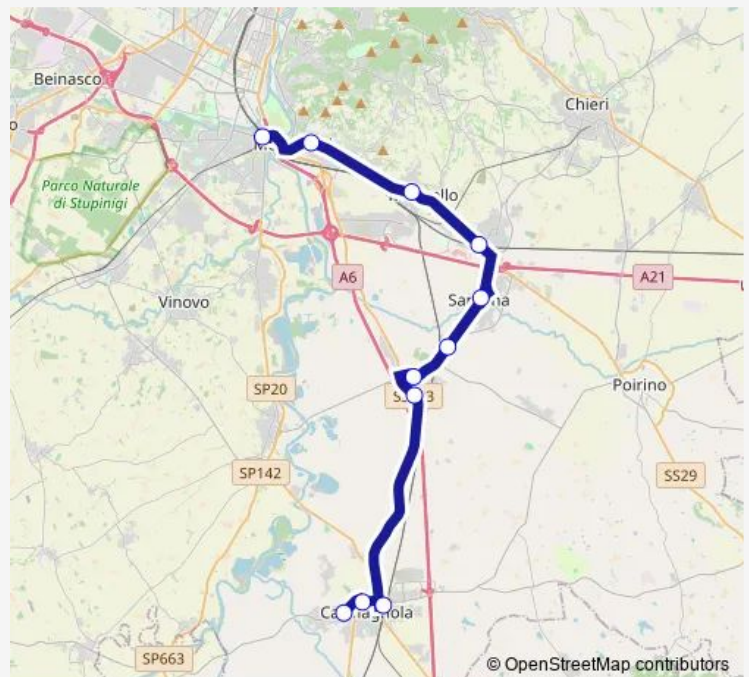 Beinasco
Chieri
Parco Naturale
di Stupinigi
A6
A21
Vinovo
SP20
Poirino
SP142
SS29
SP663
© OpenStreetMap contributors